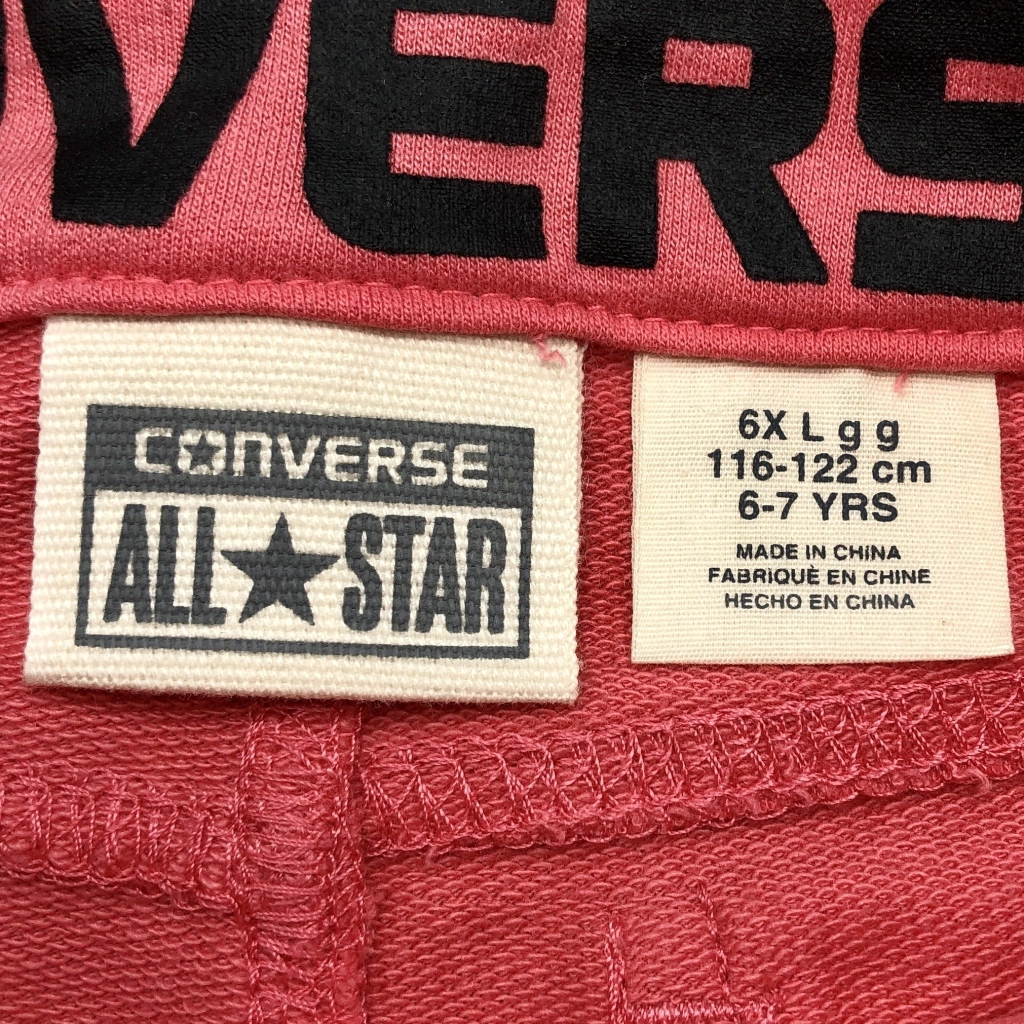 VERS
CONVERSE
ALL★STAR
6X L g g
116-122 cm
6-7 YRS
MADE IN CHINA
FABRIQUÈ EN CHINE
HECHO EN CHINA